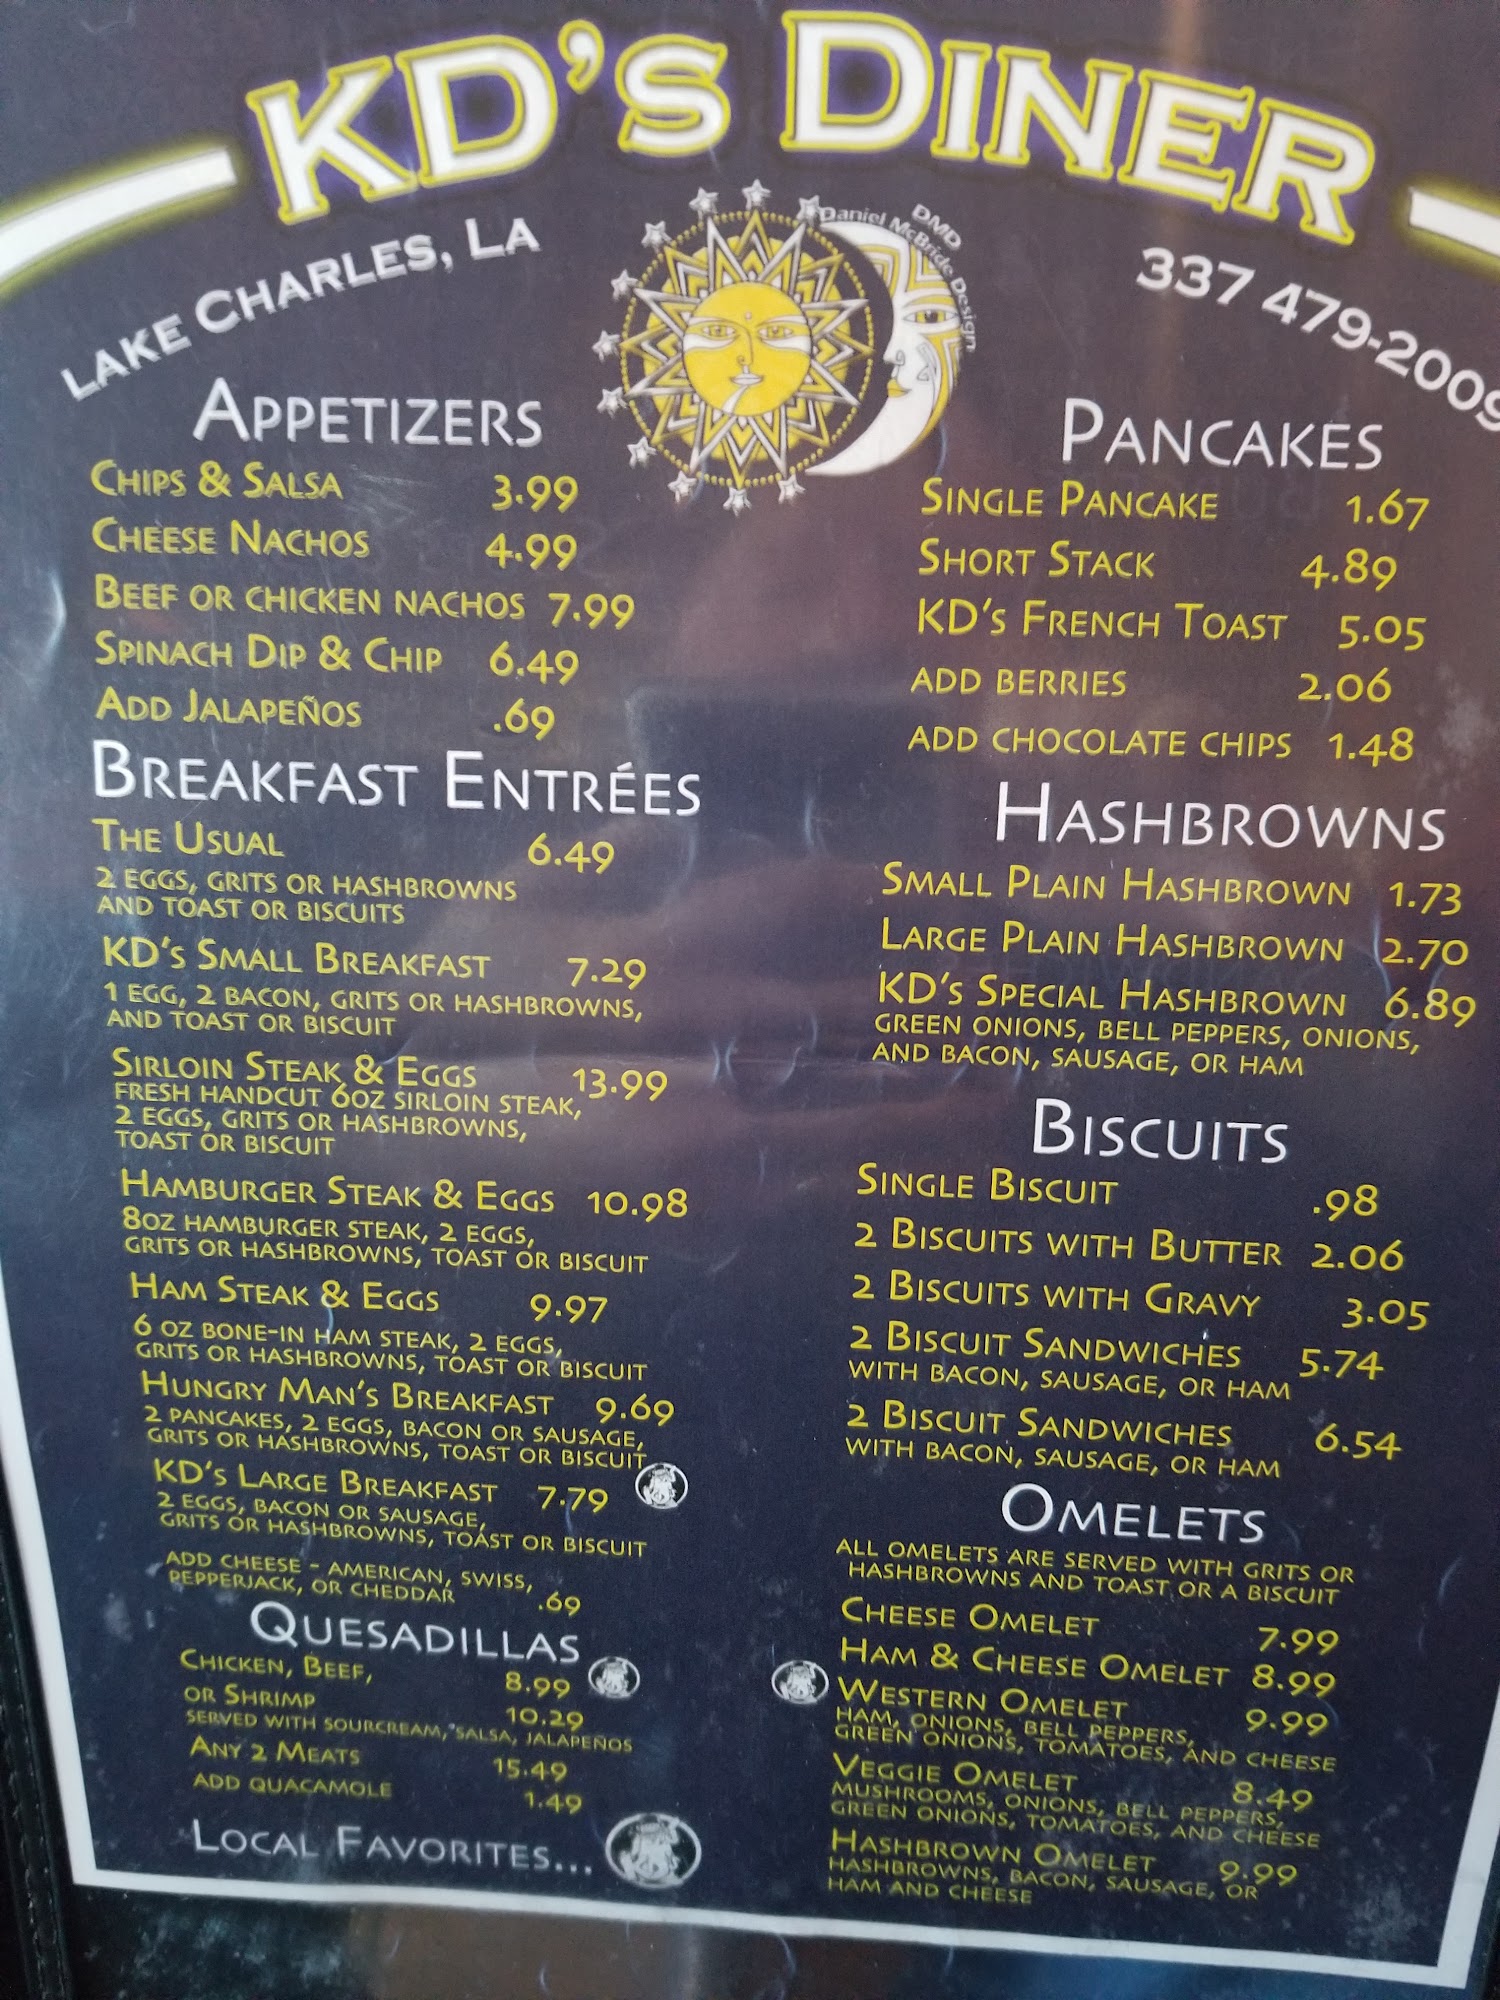 KD's Diner
Lake Charles, La
337 479-2009
DMD
Daniel McBride Design
Appetizers
Chips & Salsa 3.99
Cheese Nachos 4.99
Beef or chicken nachos 7.99
Spinach Dip & Chip 6.49
Add Jalapeños .69
Breakfast Entrées
The Usual 6.49
2 eggs, grits or hashbrowns
and toast or biscuits
KD's Small Breakfast 7.29
1 egg, 2 bacon, grits or hashbrowns,
and toast or biscuit
Sirloin Steak & Eggs 13.99
fresh handcut 6oz sirloin steak,
2 eggs, grits or hashbrowns,
toast or biscuit
Hamburger Steak & Eggs 10.98
8oz hamburger steak, 2 eggs,
grits or hashbrowns, toast or biscuit
Ham Steak & Eggs 9.97
6 oz bone-in ham steak, 2 eggs,
grits or hashbrowns, toast or biscuit
Hungry Man's Breakfast 9.69
2 pancakes, 2 eggs, bacon or sausage,
grits or hashbrowns, toast or biscuit
KD's Large Breakfast 7.79
2 eggs, bacon or sausage,
grits or hashbrowns, toast or biscuit
add cheese - american, swiss,
pepperjack, or cheddar .69
Quesadillas
Chicken, Beef, 8.99
or Shrimp 10.29
served with sourcream, salsa, jalapeños
Any 2 Meats 15.49
add quacamole 1.49
Local Favorites...
Pancakes
Single Pancake 1.67
Short Stack 4.89
KD's French Toast 5.05
add berries 2.06
add chocolate chips 1.48
Hashbrowns
Small Plain Hashbrown 1.73
Large Plain Hashbrown 2.70
KD's Special Hashbrown 6.89
green onions, bell peppers, onions,
and bacon, sausage, or ham
Biscuits
Single Biscuit .98
2 Biscuits with Butter 2.06
2 Biscuits with Gravy 3.05
2 Biscuit Sandwiches 5.74
with bacon, sausage, or ham
2 Biscuit Sandwiches 6.54
with bacon, sausage, or ham
Omelets
all omelets are served with grits or
hashbrowns and toast or a biscuit
Cheese Omelet 7.99
Ham & Cheese Omelet 8.99
Western Omelet 9.99
ham, onions, bell peppers,
green onions, tomatoes, and cheese
Veggie Omelet 8.49
mushrooms, onions, bell peppers,
green onions, tomatoes, and cheese
Hashbrown Omelet 9.99
hashbrowns, bacon, sausage, or
ham and cheese